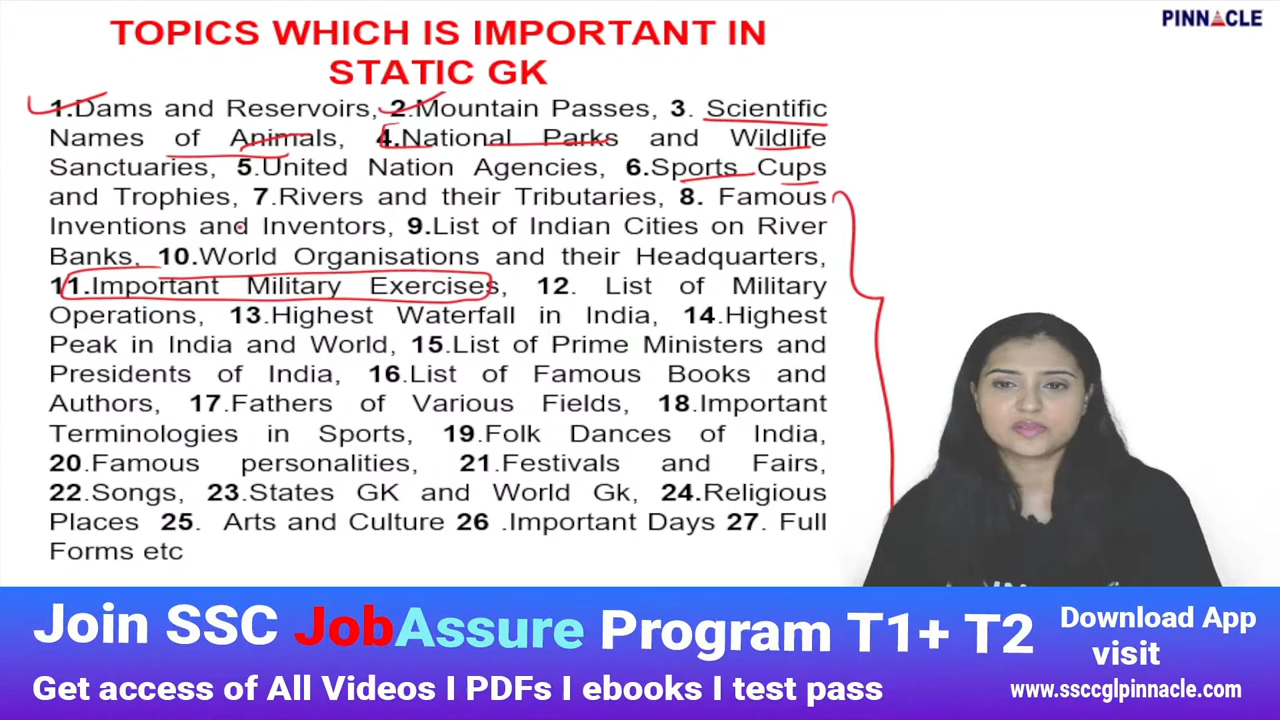 PINNACLE
TOPICS WHICH IS IMPORTANT IN
STATIC GK
1.Dams and Reservoirs, 2.Mountain Passes, 3. Scientific
Names of Animals, 4.National Parks and Wildlife
Sanctuaries, 5.United Nation Agencies, 6.Sports Cups
and Trophies, 7.Rivers and their Tributaries, 8. Famous
Inventions and Inventors, 9.List of Indian Cities on River
Banks, 10.World Organisations and their Headquarters,
11.Important Military Exercises, 12. List of Military
Operations, 13.Highest Waterfall in India, 14.Highest
Peak in India and World, 15.List of Prime Ministers and
Presidents of India, 16.List of Famous Books and
Authors, 17.Fathers of Various Fields, 18.Important
Terminologies in Sports, 19.Folk Dances of India,
20.Famous personalities, 21.Festivals and Fairs,
22.Songs, 23.States GK and World Gk, 24.Religious
Places 25. Arts and Culture 26 .Important Days 27. Full
Forms etc
Join SSC JobAssure Program T1+ T2
Get access of All Videos I PDFs I ebooks I test pass
Download App
visit
www.ssccglpinnacle.com